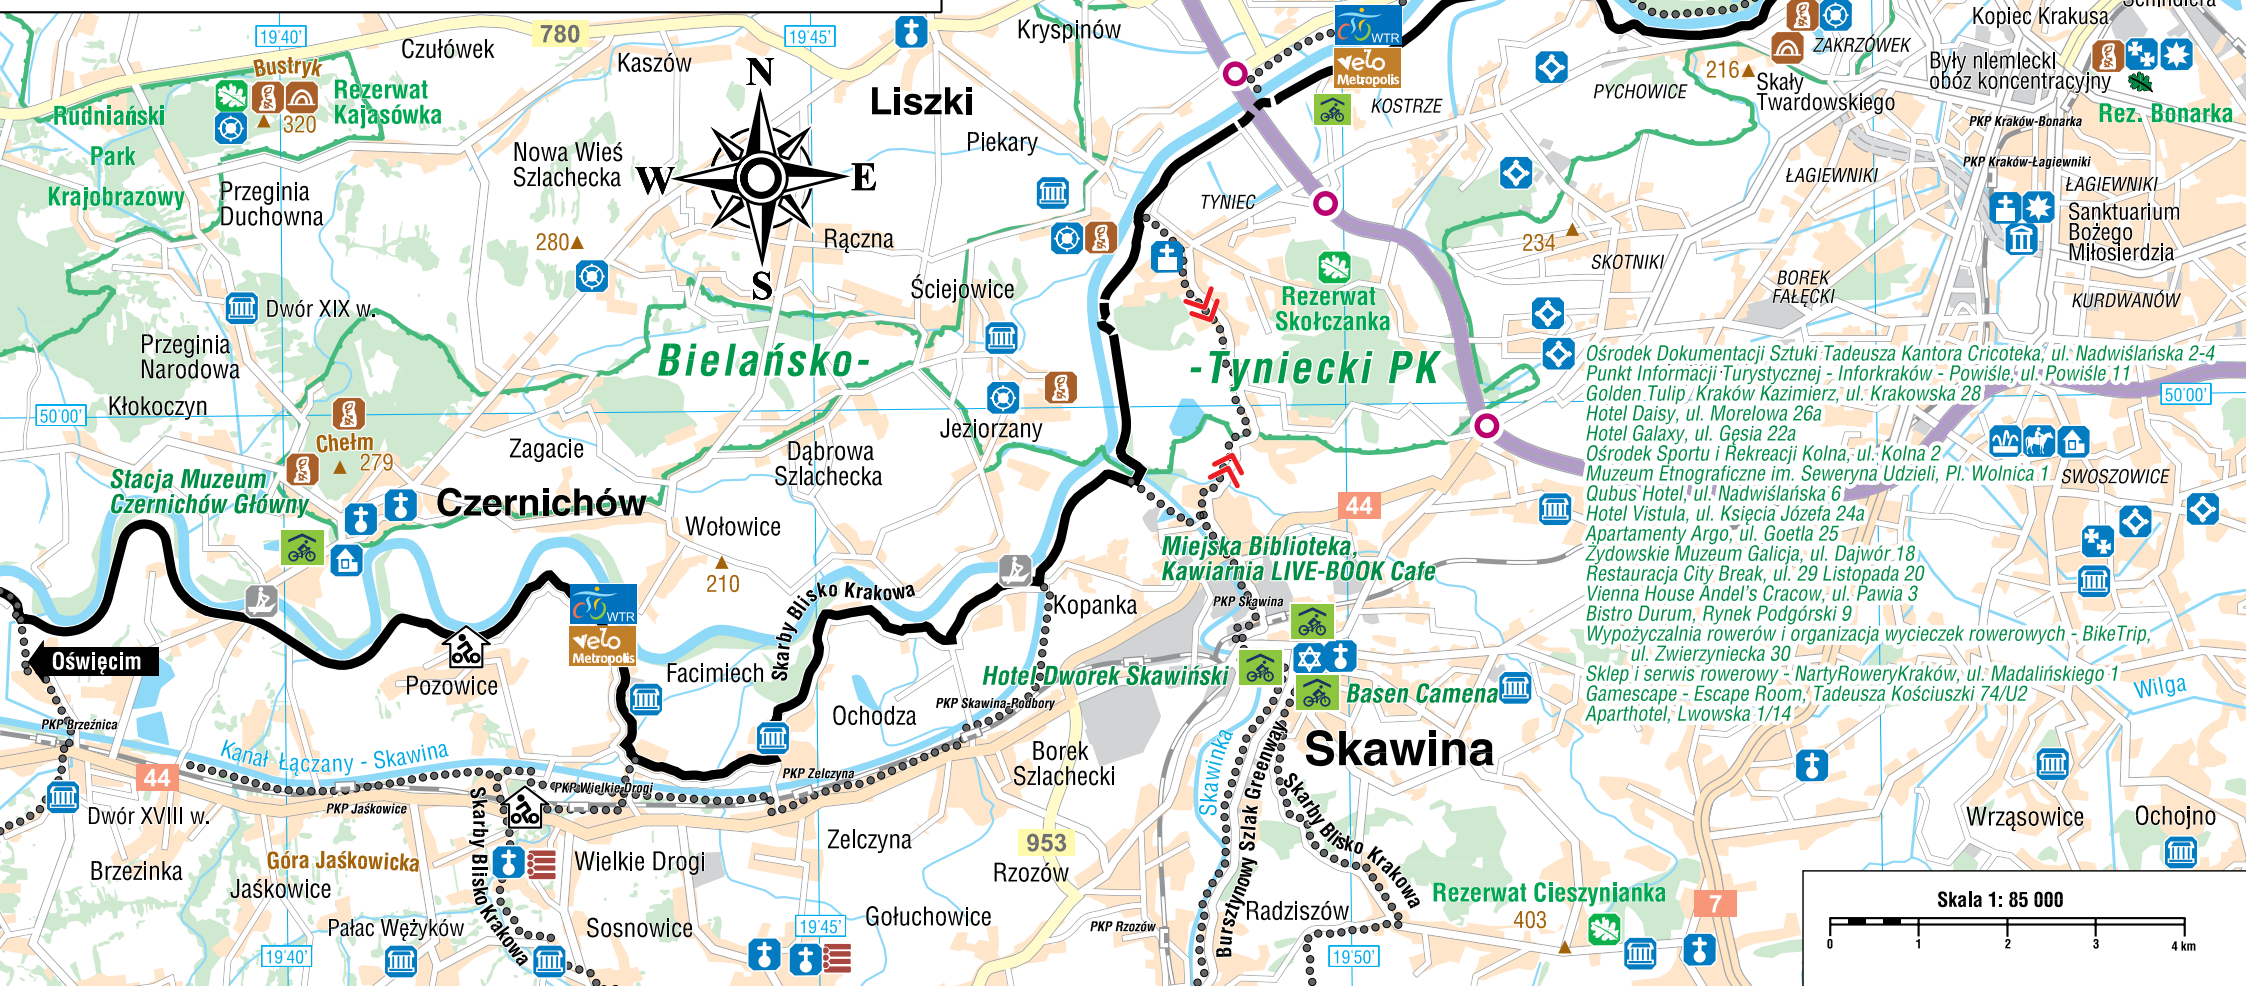 19˚40'
780
19˚45'
Czułówek
Kaszów
Kryspinów
WTR
Velo
Metropolis
KOSTRZE
Kopiec Krakusa
ZAKRZÓWEK
216
Skały
Twardowskiego
Były niemlecki
obóz koncentracyjny
PKP Kraków-Bonarka
Rez. Bonarka
PYCHOWICE
Bustryk
320
Rezerwat
Kajasówka
Rudniański
Park
Krajobrazowy
Liszki
Piekary
N
W
E
S
Nowa Wieś
Szlachecka
Przeginia
Duchowna
280
Rączna
TYNIEC
PKP Kraków-Łagiewniki
ŁAGIEWNIKI
ŁAGIEWNIKI
Sanktuarium
Bożego
Miłosierdzia
234
SKOTNIKI
BOREK
FAŁĘCKI
KURDWANÓW
Ściejowice
Dwór XIX w.
Rezerwat
Skołczanka
Przeginia
Narodowa
Bielańsko-
-Tyniecki PK
Kłokoczyn
50˚00'
50˚00'
Ośrodek Dokumentacji Sztuki Tadeusza Kantora Cricoteka, ul. Nadwiślańska 2-4
Punkt Informacji Turystycznej - Inforkraków - Powiśle, ul. Powiśle 11
Golden Tulip Kraków Kazimierz, ul. Krakowska 28
Hotel Daisy, ul. Morelowa 26a
Hotel Galaxy, ul. Gęsia 22a
Ośrodek Sportu i Rekreacji Kolna, ul. Kolna 2
Muzeum Etnograficzne im. Seweryna Udzieli, Pl. Wolnica 1
Qubus Hotel, ul. Nadwiślańska 6
Hotel Vistula, ul. Księcia Józefa 24a
Apartamenty Argo, ul. Goetla 25
Żydowskie Muzeum Galicja, ul. Dajwór 18
Restauracja City Break, ul. 29 Listopada 20
Vienna House Andel's Cracow, ul. Pawia 3
Bistro Durum, Rynek Podgórski 9
Wypożyczalnia rowerów i organizacja wycieczek rowerowych - BikeTrip,
ul. Zwierzyniecka 30
Sklep i serwis rowerowy - NartyRoweryKraków, ul. Madalińskiego 1
Gamescape - Escape Room, Tadeusza Kościuszki 74/U2
Aparthotel, Lwowska 1/14
SWOSZOWICE
Chełm
279
Zagacie
Dąbrowa
Szlachecka
Jeziorzany
Stacja Muzeum
Czernichów Główny
Czernichów
Wołowice
210
44
Miejska Biblioteka,
Kawiarnia LIVE-BOOK Cafe
PKP Skawina
Skarby Blisko Krakowa
Kopanka
WTR
Velo
Metropolis
Oświęcim
Pozowice
Facimiech
Hotel Dworek Skawiński
Basen Camena
Wilga
Ochodza
PKP Skawina-Rodbory
PKP Brzeźnica
Kanał Łączany - Skawina
44
PKP Jaśkowice
PKP Wielkie Drogi
PKP Zelczyna
Borek
Szlachecki
Skawinka
Skawina
Bursztynowy Szlak Greenway
Skarby Blisko Krakowa
Dwór XVIII w.
Brzezinka
Góra Jaśkowicka
Jaśkowice
Skarby Blisko Krakowa
Wielkie Drogi
Zelczyna
953
Rzozów
Wrząsowice
Ochojno
Pałac Wężyków
Sosnowice
19˚45'
Gołuchowice
PKP Rzozów
Radziszów
Rezerwat Cieszynianka
403
7
19˚40'
19˚50'
Skala 1: 85 000
0 1 2 3 4 km